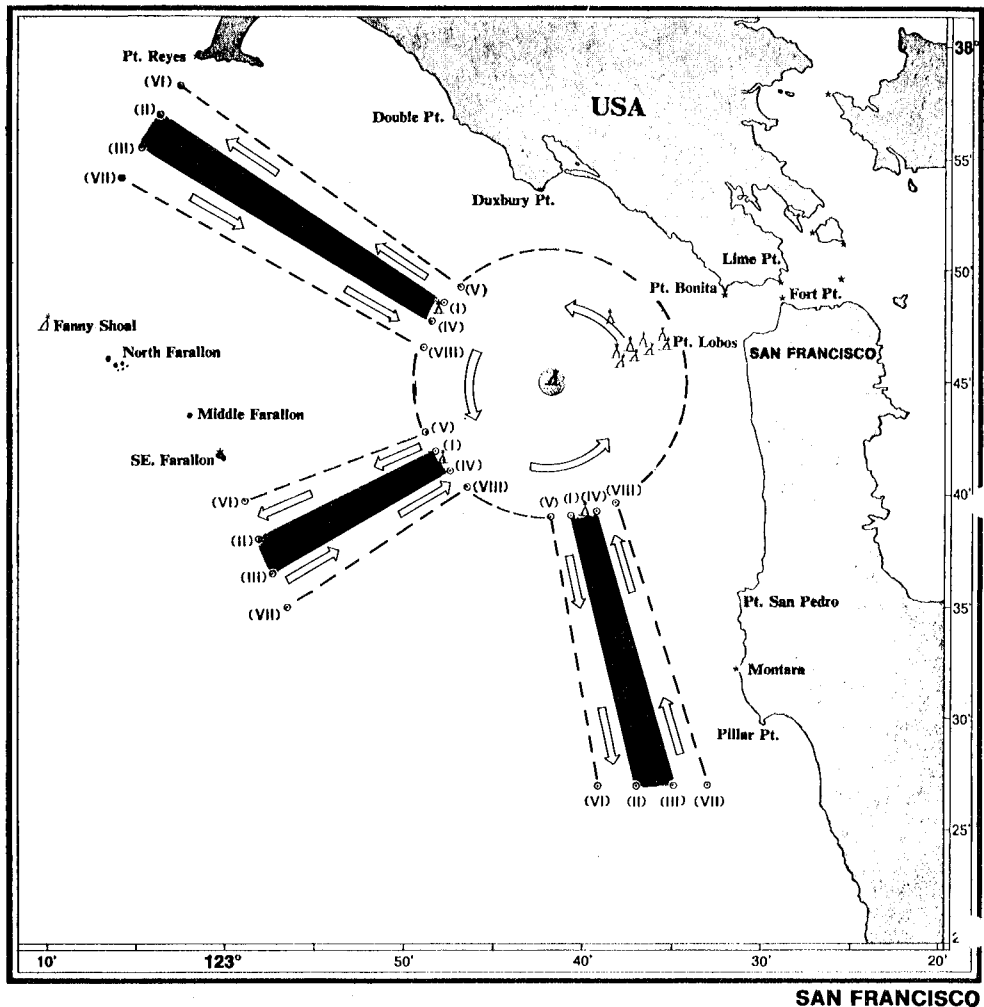 Pt. Reyes
38°
(VI)
USA
(II)
Double Pt.
(III)
55'
(VII)
Duxbury Pt.
Lime Pt.
50'
(V)
Pt. Bonita
Fort Pt.
(I)
(IV)
Fanny Shoal
(VIII)
Pt. Lobos
North Farallon
SAN FRANCISCO
45'
Middle Farallon
(V)
(I)
SE. Farallon
(IV)
(VIII)
(VI)
40'
(V) (I) (IV) (VIII)
(II)
(III)
Pt. San Pedro
(VII)
35'
Montara
30'
Pillar Pt.
(VI) (II) (III) (VII)
25'
2
10' 123° 50' 40' 30' 20'
SAN FRANCISCO